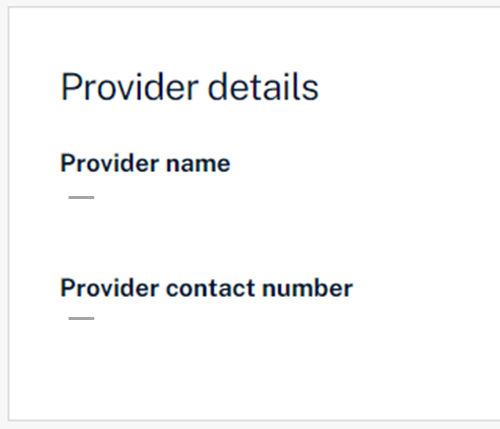 Provider details
Provider name
—
Provider contact number
—